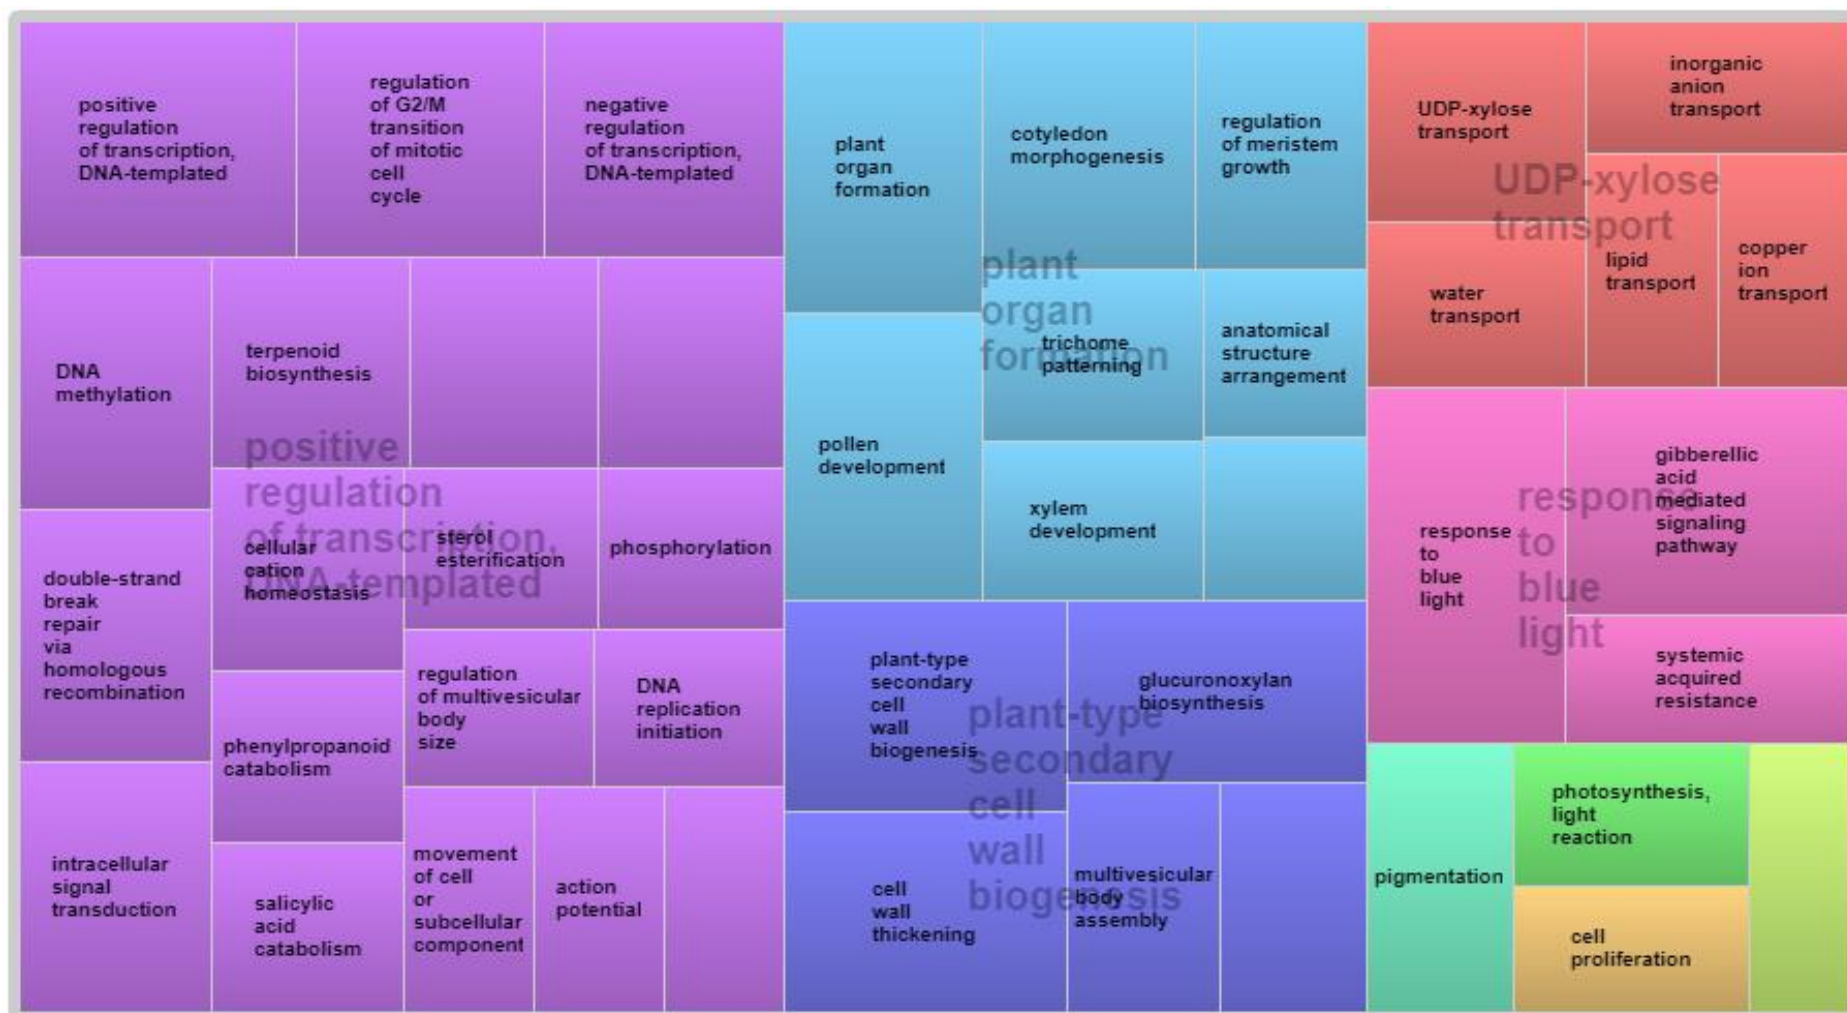 positive
regulation
of transcription,
DNA-templated
regulation
of G2/M
transition
of mitotic
cell
cycle
negative
regulation
of transcription,
DNA-templated
DNA
methylation
terpenoid
biosynthesis
positive
regulation
of transcription,
DNA-templated
double-strand
break
repair
via
homologous
recombination
cellular
cation
homeostasis
sterol
esterification
phosphorylation
regulation
of multivesicular
body
size
DNA
replication
initiation
phenylpropanoid
catabolism
intracellular
signal
transduction
salicylic
acid
catabolism
movement
of cell
or
subcellular
component
action
potential
plant
organ
formation
cotyledon
morphogenesis
regulation
of meristem
growth
plant
organ
formation
trichome
patterning
anatomical
structure
arrangement
pollen
development
xylem
development
plant-type
secondary
cell
wall
biogenesis
glucuronoxylan
biosynthesis
plant-type
secondary
cell
wall
biogenesis
cell
wall
thickening
multivesicular
body
assembly
UDP-xylose
transport
inorganic
anion
transport
UDP-xylose
transport
water
transport
lipid
transport
copper
ion
transport
response
to
blue
light
gibberellic
acid
mediated
signaling
pathway
response
to
blue
light
systemic
acquired
resistance
pigmentation
photosynthesis,
light
reaction
cell
proliferation